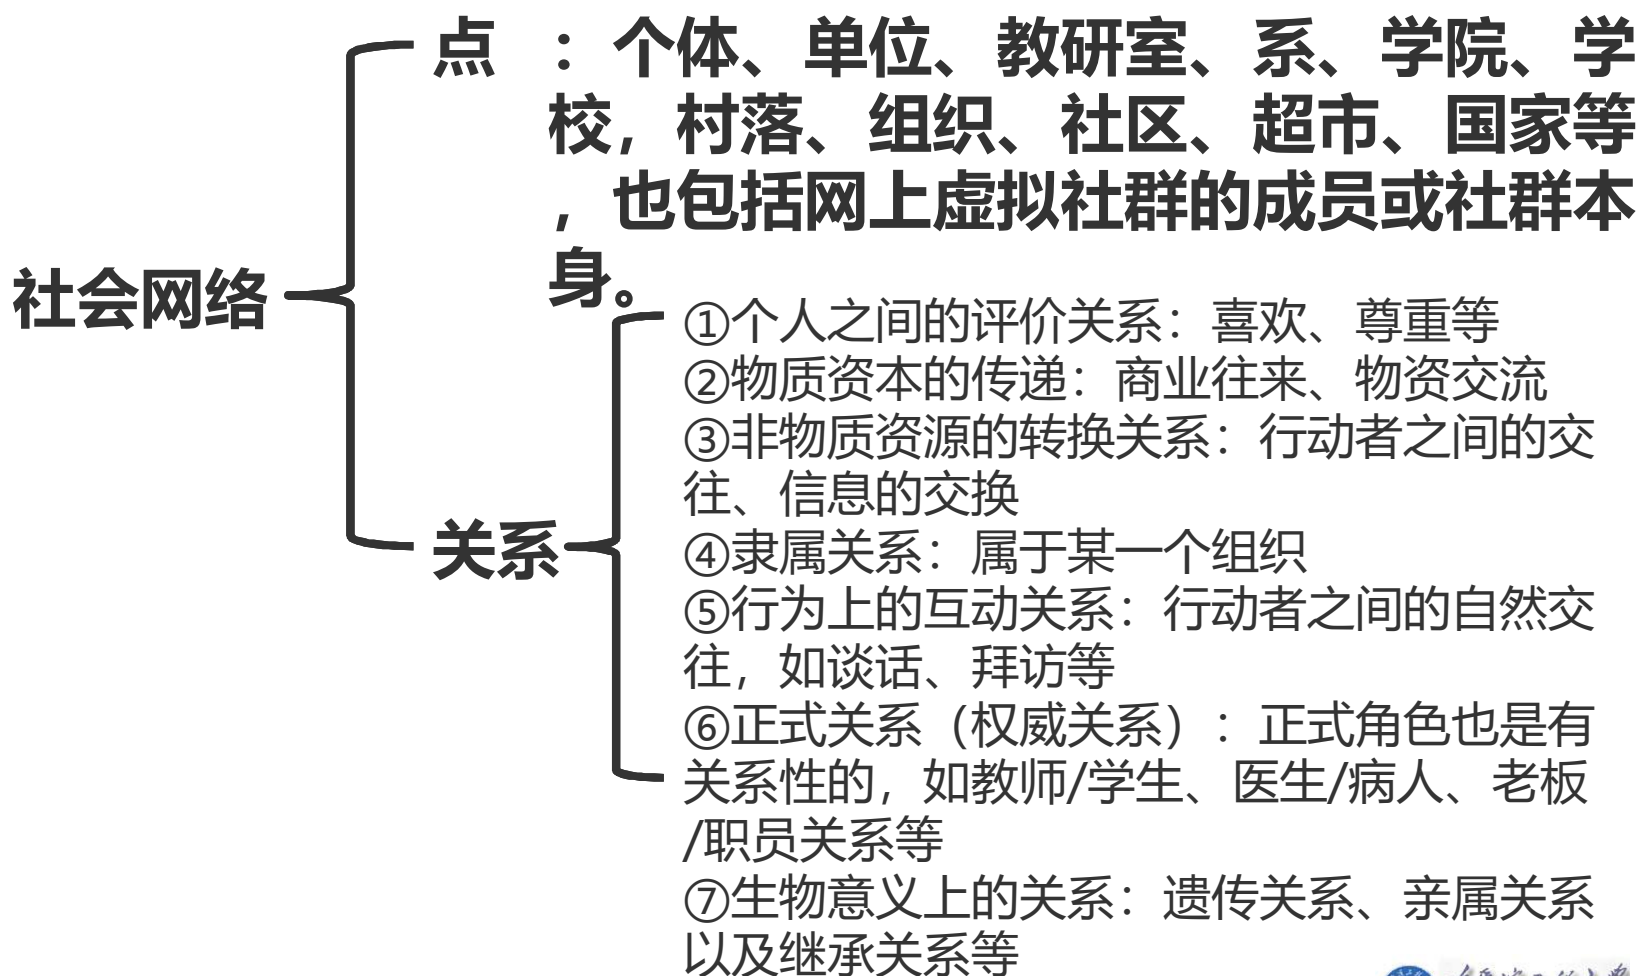 点 :个体、单位、教研室、系、学院、学
校，村落、组织、社区、超市、国家等
，也包括网上虚拟社群的成员或社群本
身。
社会网络
关系
①个人之间的评价关系：喜欢、尊重等
②物质资本的传递：商业往来、物资交流
③非物质资源的转换关系：行动者之间的交
往、信息的交换
④隶属关系：属于某一个组织
⑤行为上的互动关系：行动者之间的自然交
往，如谈话、拜访等
⑥正式关系（权威关系）：正式角色也是有
关系性的，如教师/学生、医生/病人、老板
/职员关系等
⑦生物意义上的关系：遗传关系、亲属关系
以及继承关系等